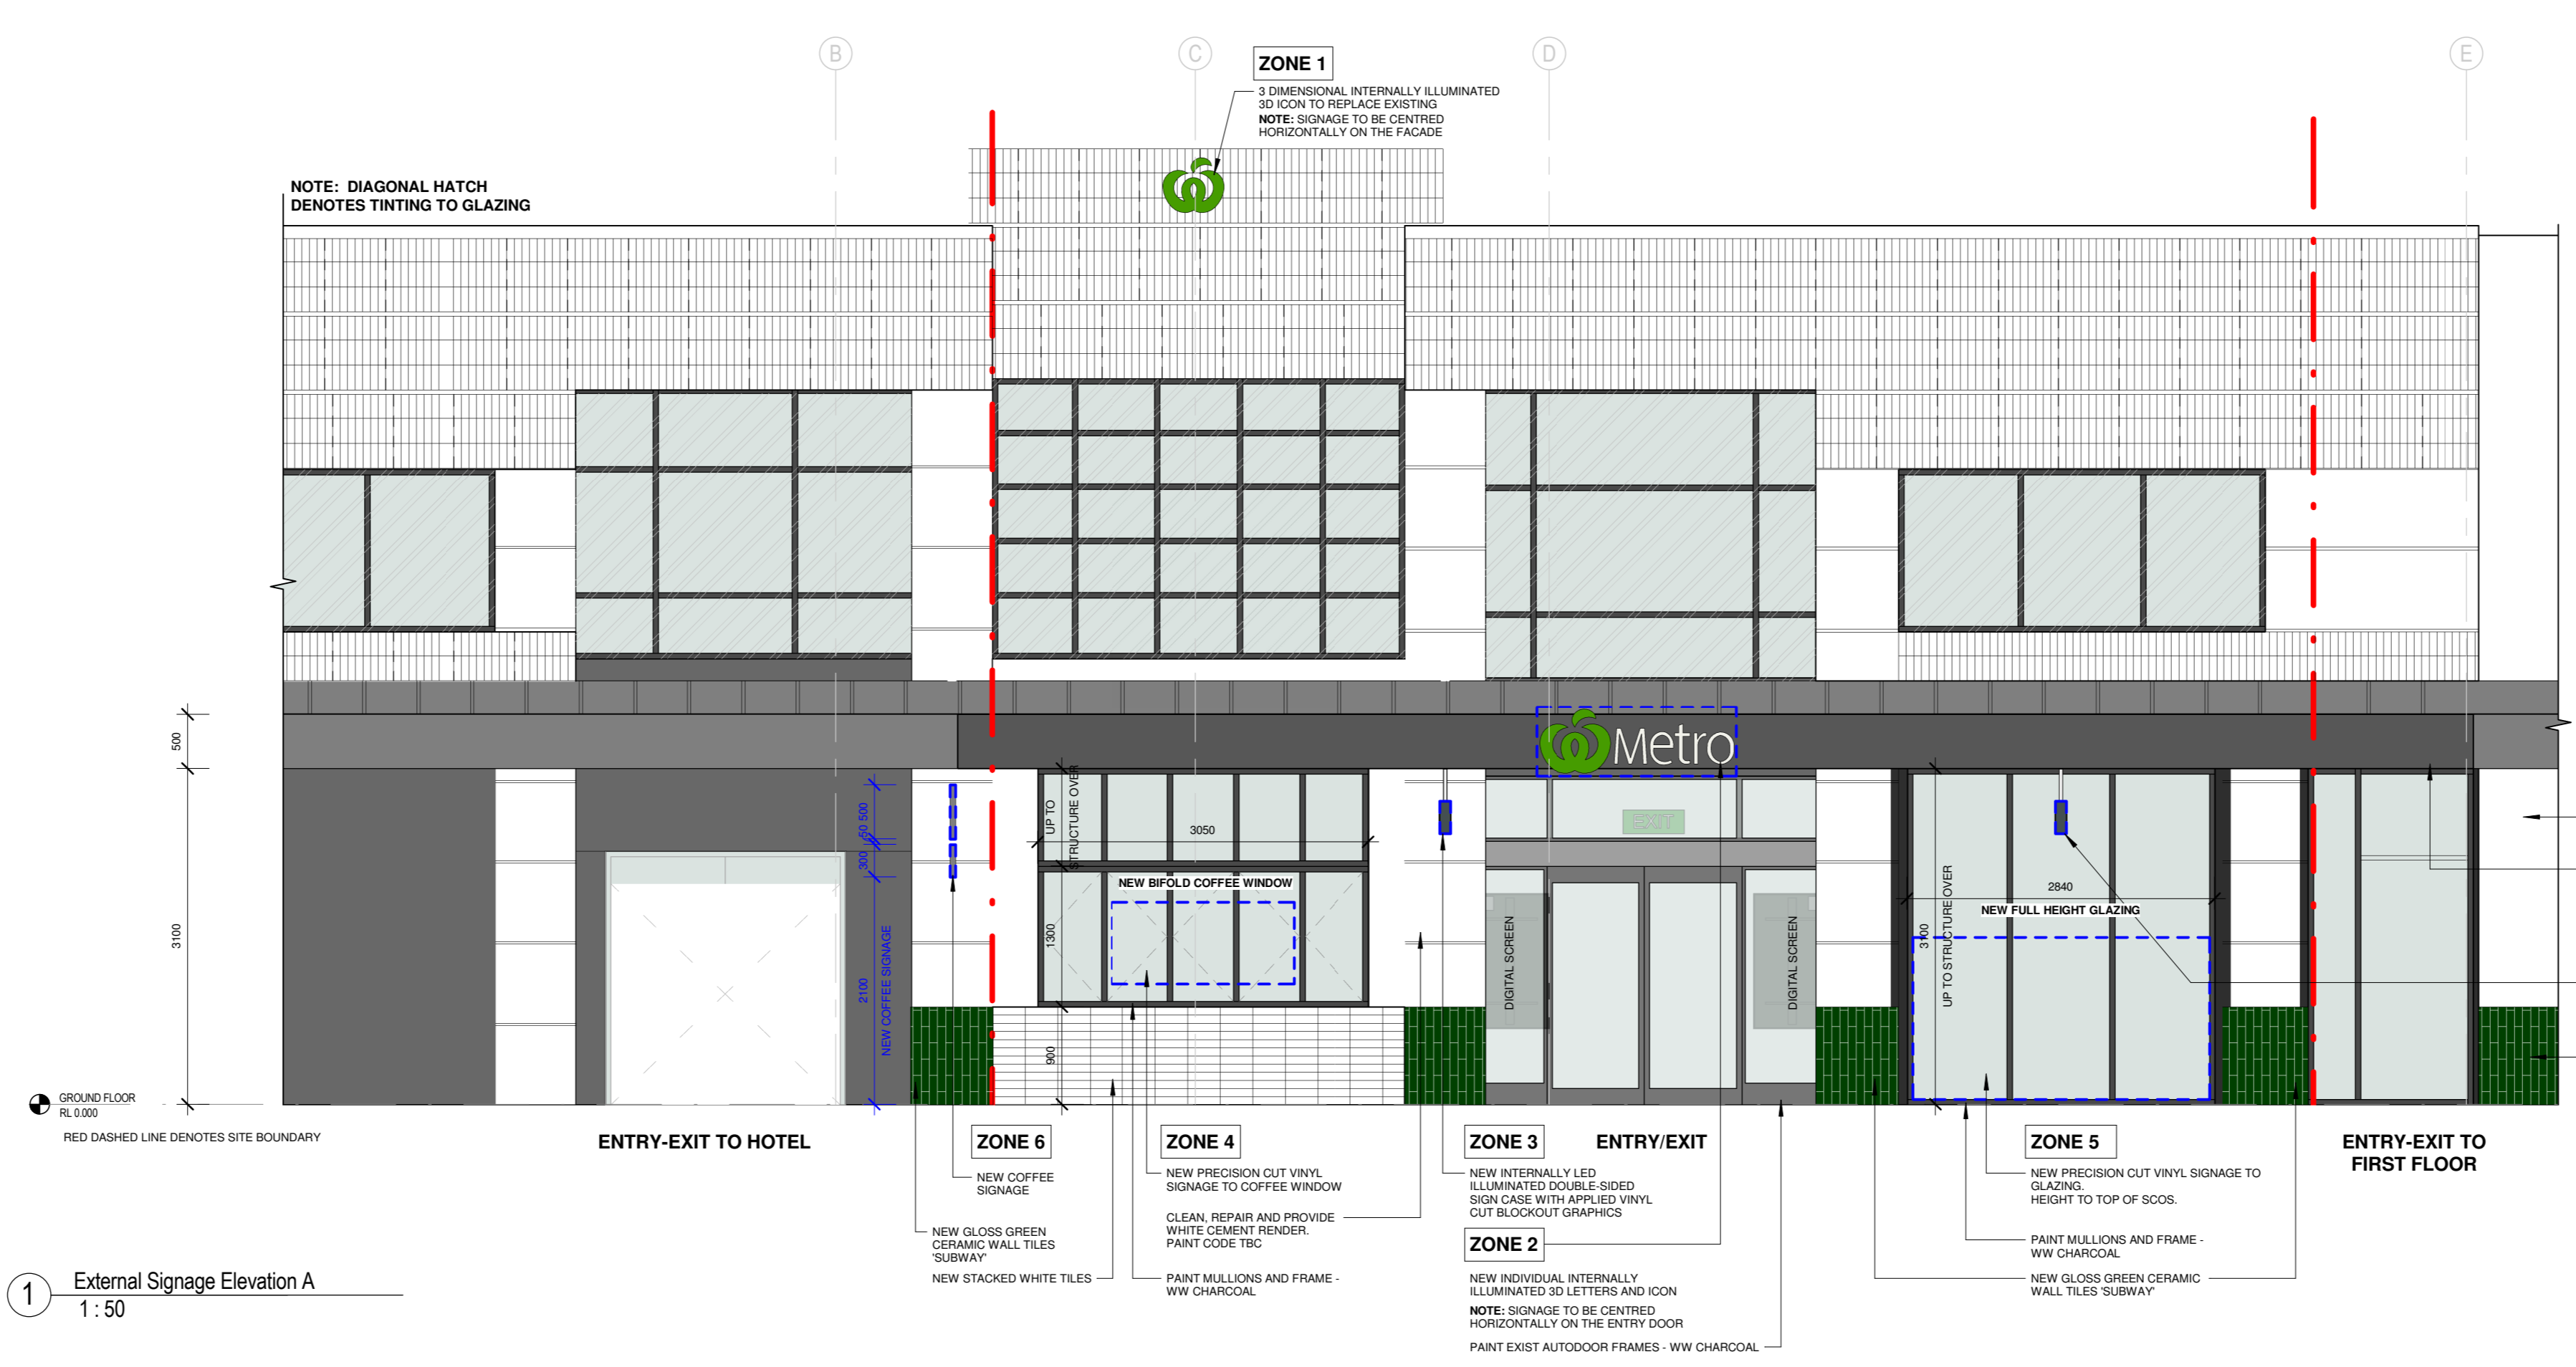 B
C
D
E
ZONE 1
3 DIMENSIONAL INTERNALLY ILLUMINATED
3D ICON TO REPLACE EXISTING
NOTE: SIGNAGE TO BE CENTRED
HORIZONTALLY ON THE FACADE
NOTE: DIAGONAL HATCH
DENOTES TINTING TO GLAZING
500
3100
Metro
500
50
300
2100
NEW COFFEE SIGNAGE
UP TO
STRUCTURE OVER
3050
NEW BIFOLD COFFEE WINDOW
1300
900
EXIT
DIGITAL SCREEN
DIGITAL SCREEN
2840
NEW FULL HEIGHT GLAZING
3100
UP TO STRUCTURE OVER
GROUND FLOOR
RL 0.000
RED DASHED LINE DENOTES SITE BOUNDARY
ENTRY-EXIT TO HOTEL
ZONE 6
NEW COFFEE
SIGNAGE
NEW GLOSS GREEN
CERAMIC WALL TILES
'SUBWAY'
NEW STACKED WHITE TILES
ZONE 4
NEW PRECISION CUT VINYL
SIGNAGE TO COFFEE WINDOW
CLEAN, REPAIR AND PROVIDE
WHITE CEMENT RENDER.
PAINT CODE TBC
PAINT MULLIONS AND FRAME -
WW CHARCOAL
ZONE 3
ENTRY/EXIT
NEW INTERNALLY LED
ILLUMINATED DOUBLE-SIDED
SIGN CASE WITH APPLIED VINYL
CUT BLOCKOUT GRAPHICS
ZONE 2
NEW INDIVIDUAL INTERNALLY
ILLUMINATED 3D LETTERS AND ICON
NOTE: SIGNAGE TO BE CENTRED
HORIZONTALLY ON THE ENTRY DOOR
PAINT EXIST AUTODOOR FRAMES - WW CHARCOAL
ZONE 5
NEW PRECISION CUT VINYL SIGNAGE TO
GLAZING.
HEIGHT TO TOP OF SCOS.
PAINT MULLIONS AND FRAME -
WW CHARCOAL
NEW GLOSS GREEN CERAMIC
WALL TILES 'SUBWAY'
ENTRY-EXIT TO
FIRST FLOOR
1
External Signage Elevation A
1 : 50